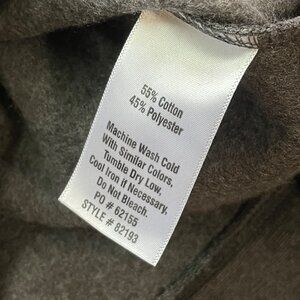 55% Cotton
45% Polyester
Machine Wash Cold
With Similar Colors,
Tumble Dry Low.
Cool Iron if Necessary,
Do Not Bleach.
PO # 62155
STYLE # 82193